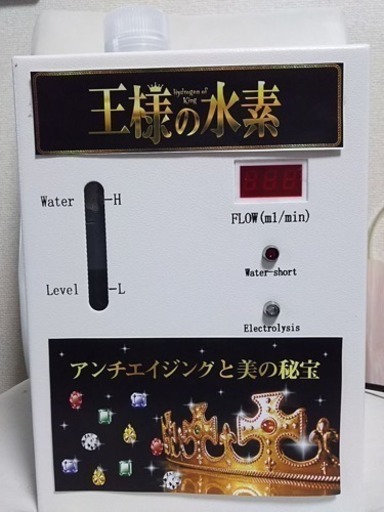 Hydrogen of
King
王様の水素
Water
H
FLOW(ml/min)
Water-short
Level
L
Electrolysis
アンチエイジングと美の秘宝